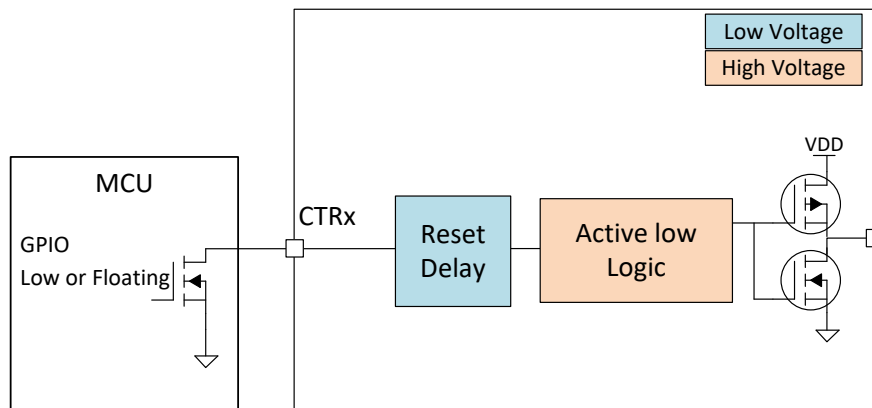 Low Voltage
High Voltage
VDD
MCU
CTRx
GPIO
Low or Floating
Reset
Delay
Active low
Logic